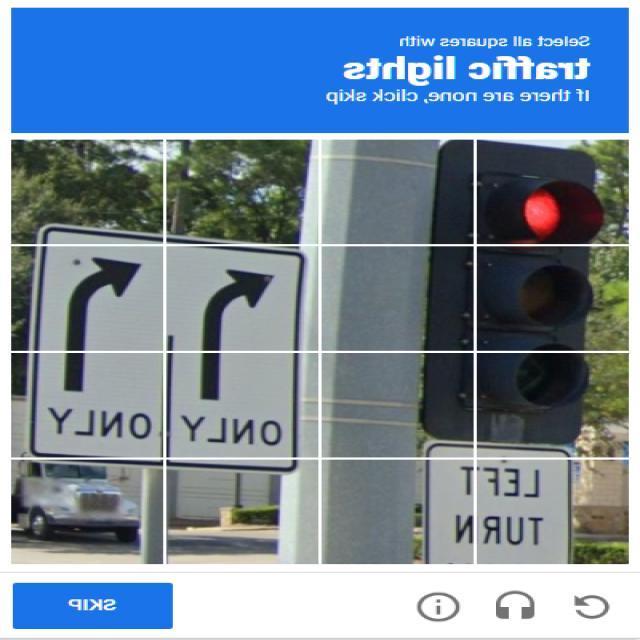 Select all squares with
traffic lights
If there are none, click skip
ONLY ONLY
LEFT
TURN
SKIP